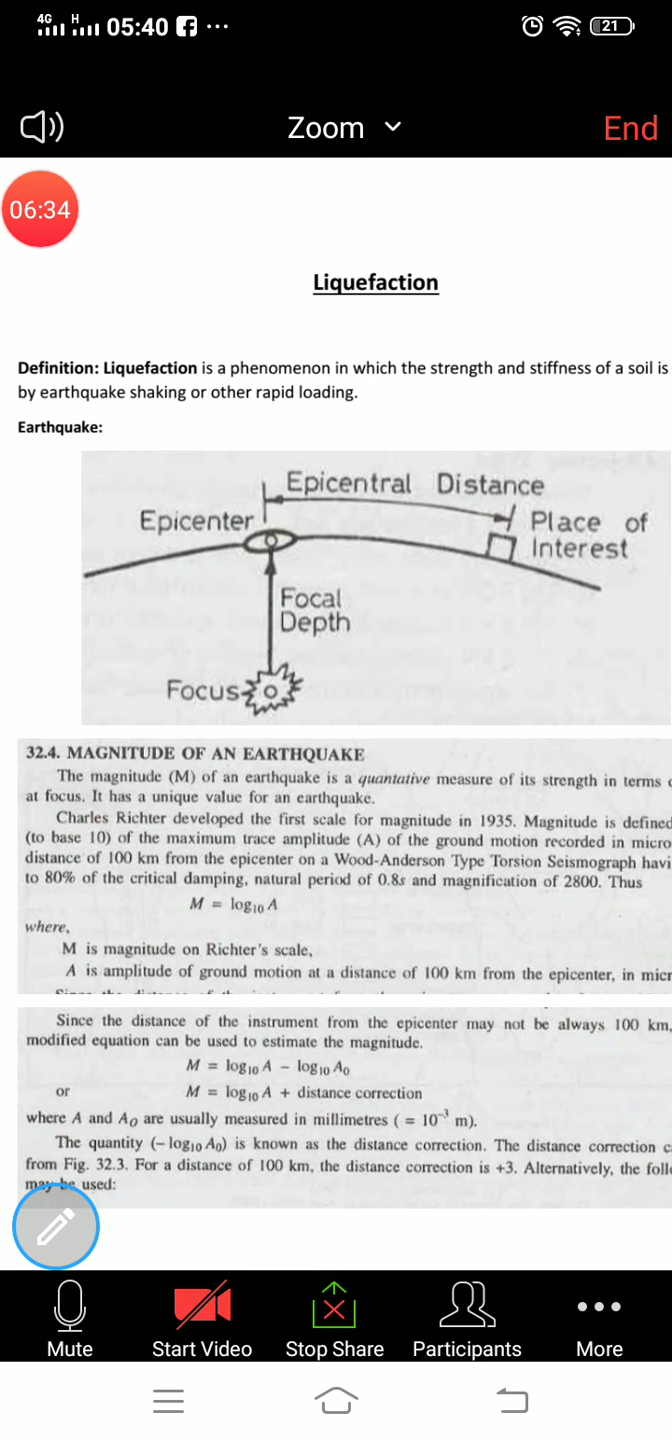 4G H 05:40 ... 21
Zoom End
06:34
Liquefaction
Definition: Liquefaction is a phenomenon in which the strength and stiffness of a soil is
by earthquake shaking or other rapid loading.
Earthquake:
Epicentral Distance
Epicenter
Place of
Interest
Focal
Depth
Focus
32.4. MAGNITUDE OF AN EARTHQUAKE
The magnitude (M) of an earthquake is a quantative measure of its strength in terms
at focus. It has a unique value for an earthquake.
Charles Richter developed the first scale for magnitude in 1935. Magnitude is defined
(to base 10) of the maximum trace amplitude (A) of the ground motion recorded in micro
distance of 100 km from the epicenter on a Wood-Anderson Type Torsion Seismograph havi
to 80% of the critical damping, natural period of 0.8s and magnification of 2800. Thus
M = log₁₀ A
where,
M is magnitude on Richter's scale,
A is amplitude of ground motion at a distance of 100 km from the epicenter, in micr
Since the distance of the instrument from the epicenter may not be always 100 km,
modified equation can be used to estimate the magnitude.
M = log₁₀ A – log₁₀ A₀
or M = log₁₀ A + distance correction
where A and A₀ are usually measured in millimetres ( = 10⁻³ m).
The quantity (– log₁₀ A₀) is known as the distance correction. The distance correction c
from Fig. 32.3. For a distance of 100 km, the distance correction is +3. Alternatively, the foll
may be used:
Mute Start Video Stop Share Participants More